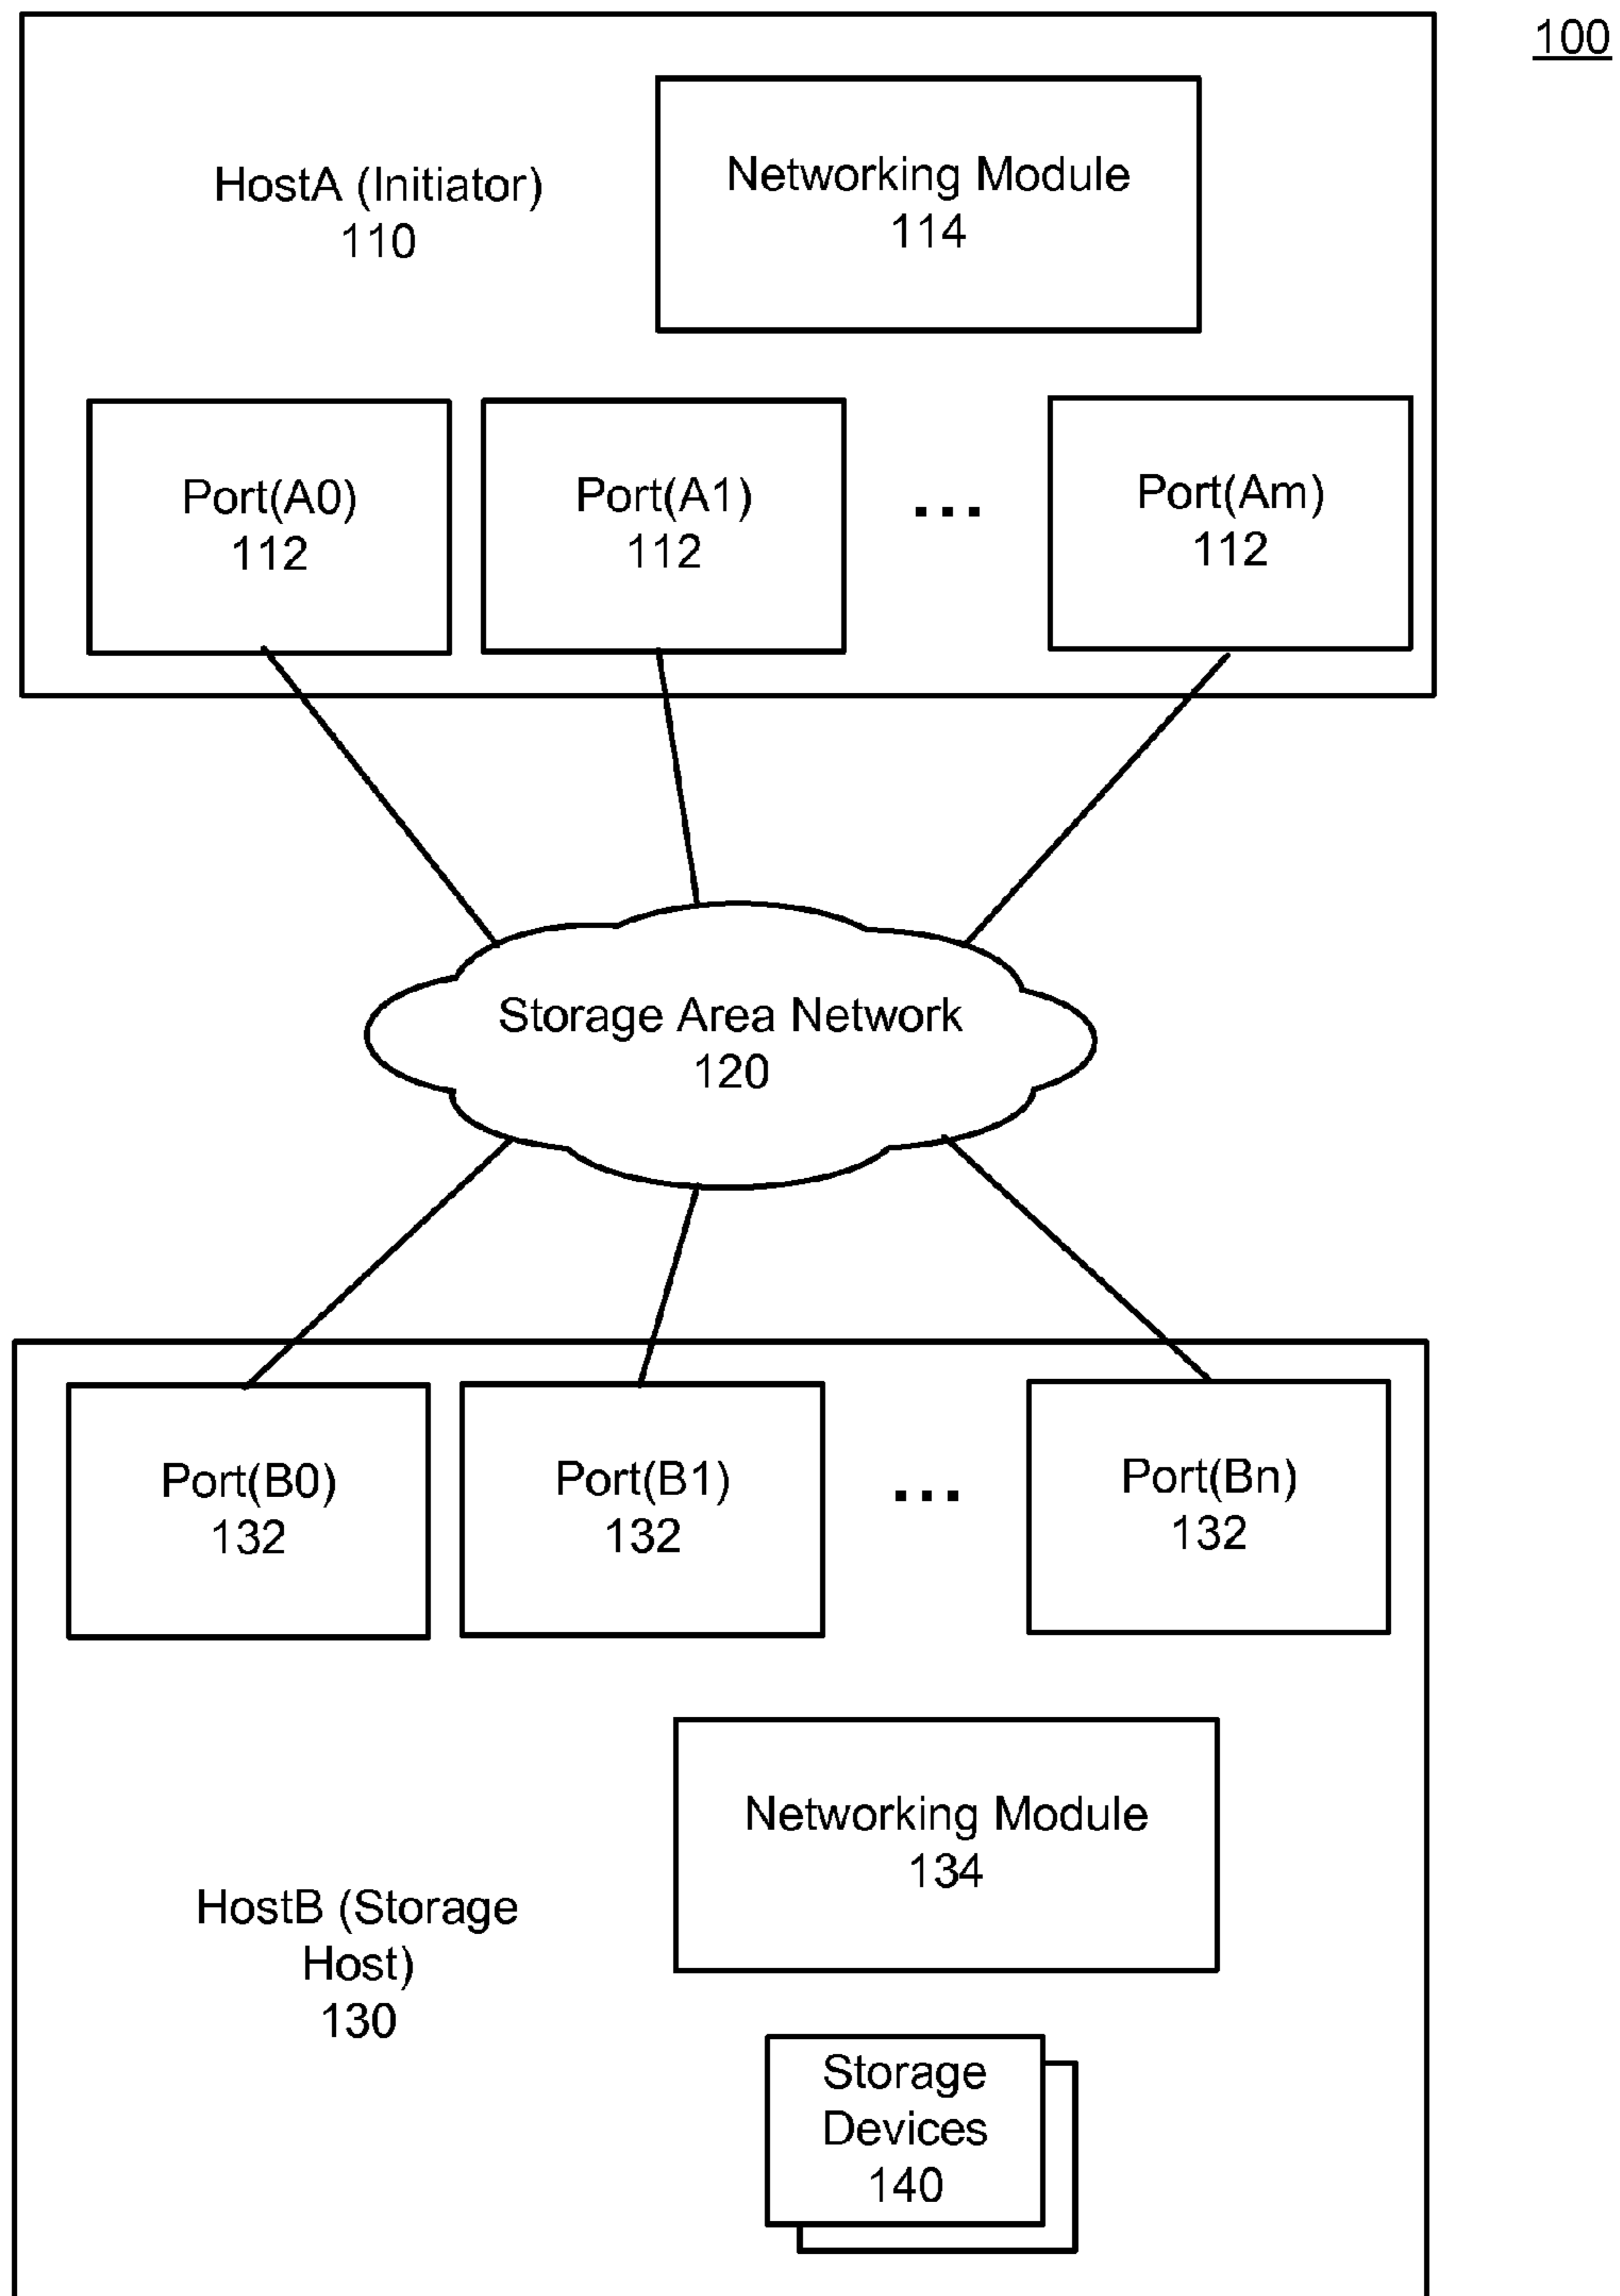 100
HostA (Initiator)
110
Networking Module
114
Port(A0)
112
Port(A1)
112
...
Port(Am)
112
Storage Area Network
120
Port(B0)
132
Port(B1)
132
...
Port(Bn)
132
Networking Module
134
HostB (Storage
Host)
130
Storage
Devices
140